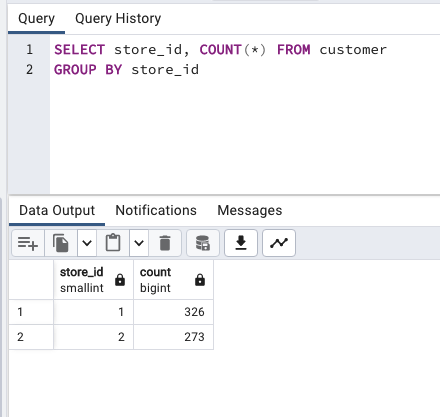 Query Query History
1 SELECT store_id, COUNT(*) FROM customer
2 GROUP BY store_id
Data Output Notifications Messages
store_id count
smallint bigint
1 1 326
2 2 273